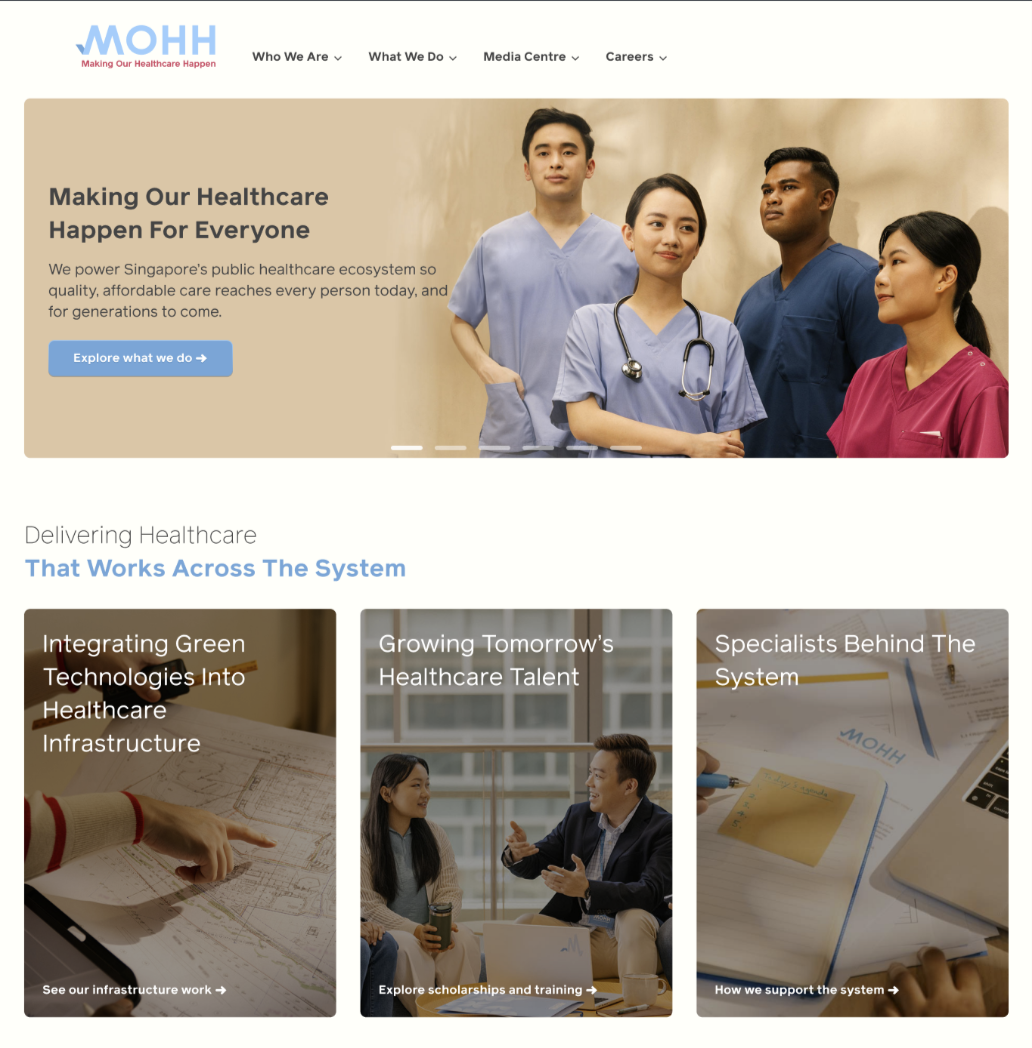 MOHH
Making Our Healthcare Happen
Who We Are
What We Do
Media Centre
Careers
Making Our Healthcare
Happen For Everyone
We power Singapore's public healthcare ecosystem so
quality, affordable care reaches every person today, and
for generations to come.
Explore what we do →
Delivering Healthcare
That Works Across The System
Integrating Green
Technologies Into
Healthcare
Infrastructure
See our infrastructure work →
Growing Tomorrow's
Healthcare Talent
Explore scholarships and training →
Specialists Behind The
System
MOHH
How we support the system →